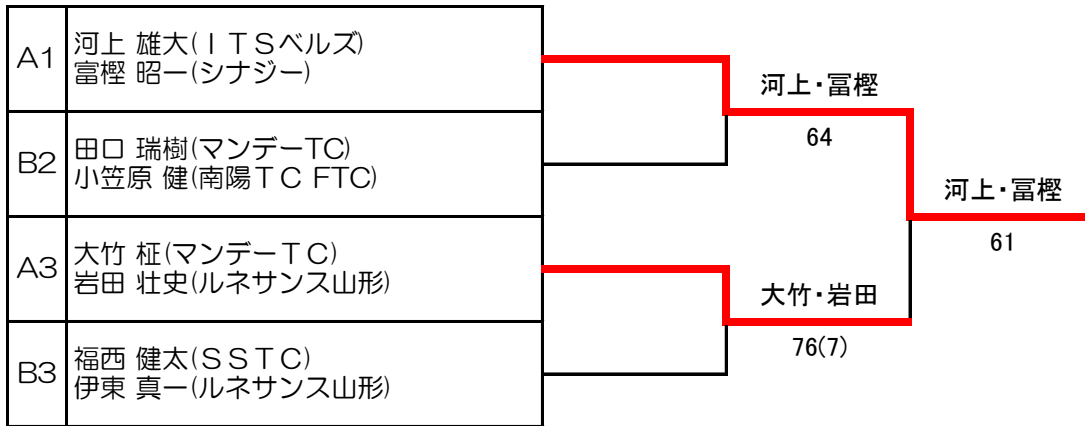 A1
河上 雄大(ＩＴＳベルズ)
富樫 昭一(シナジー)
B2
田口 瑞樹(マンデーTC)
小笠原 健(南陽ＴＣ FTC)
A3
大竹 柾(マンデーＴＣ)
岩田 壮史(ルネサンス山形)
B3
福西 健太(ＳＳＴＣ)
伊東 真一(ルネサンス山形)
河上・冨樫
64
大竹・岩田
76(7)
河上・冨樫
61